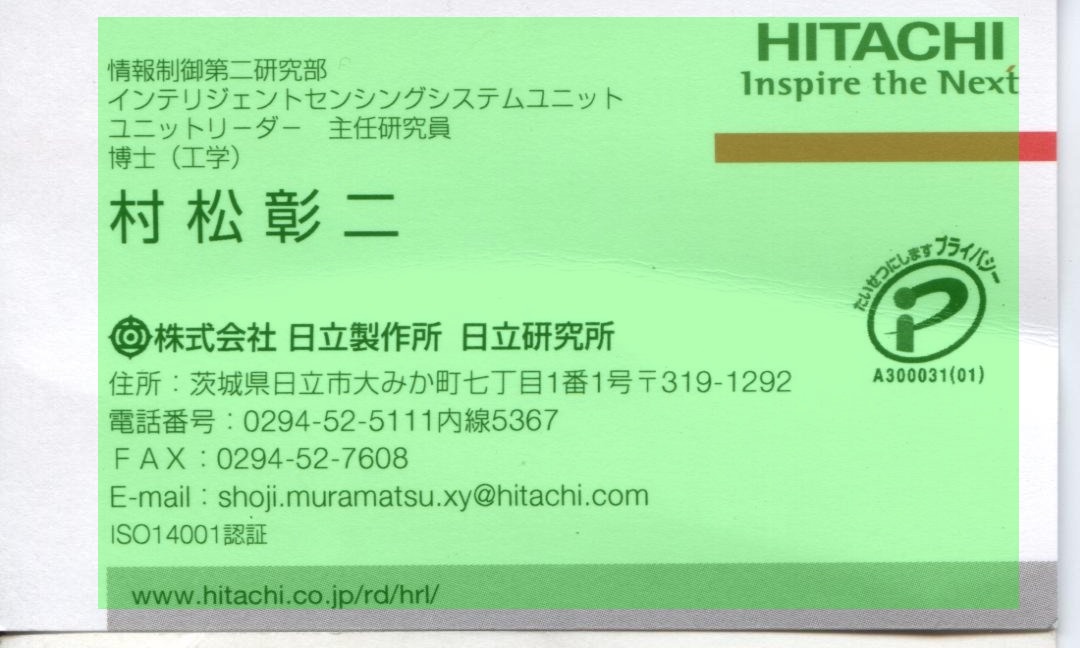 HITACHI
Inspire the Next
情報制御第二研究部
インテリジェントセンシングシステムユニット
ユニットリーダー　主任研究員
博士（工学）
村松彰二
たいせつにしますプライバシー
A300031(01)
株式会社 日立製作所 日立研究所
住所：茨城県日立市大みか町七丁目1番1号〒319-1292
電話番号：0294-52-5111内線5367
ＦＡＸ：0294-52-7608
E-mail：shoji.muramatsu.xy@hitachi.com
ISO14001認証
www.hitachi.co.jp/rd/hrl/